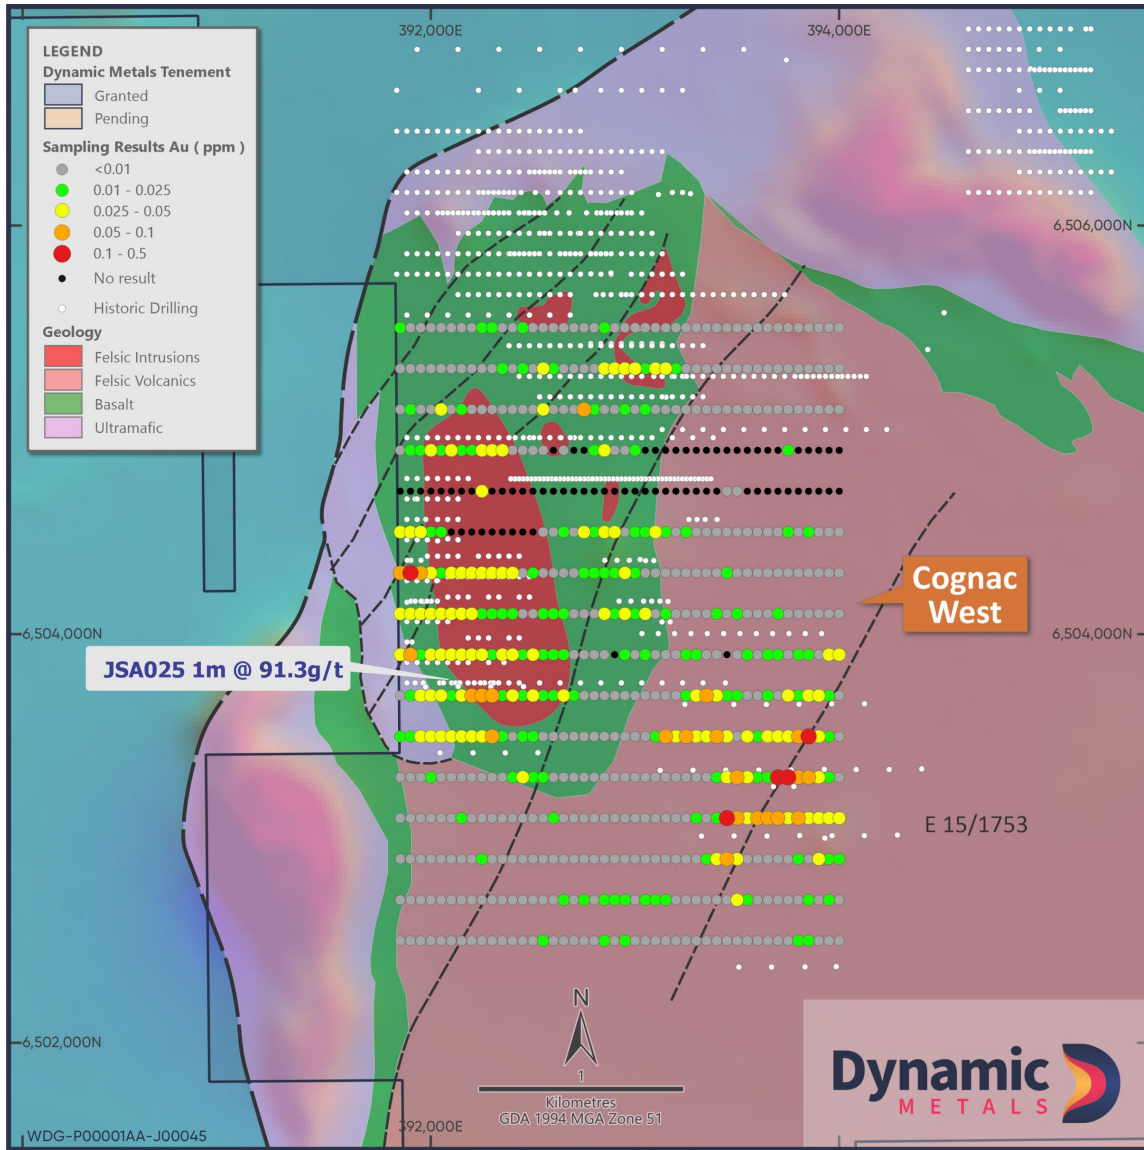 392,000E
394,000E
LEGEND
Dynamic Metals Tenement
Granted
Pending
Sampling Results Au ( ppm )
<0.01
0.01 - 0.025
0.025 - 0.05
0.05 - 0.1
0.1 - 0.5
No result
Historic Drilling
Geology
Felsic Intrusions
Felsic Volcanics
Basalt
Ultramafic
6,506,000N
Cognac
West
6,504,000N
6,504,000N
JSA025 1m @ 91.3g/t
E 15/1753
N
6,502,000N
1
Kilometres
GDA 1994 MGA Zone 51
Dynamic
METALS
392,000E
WDG-P00001AA-J00045